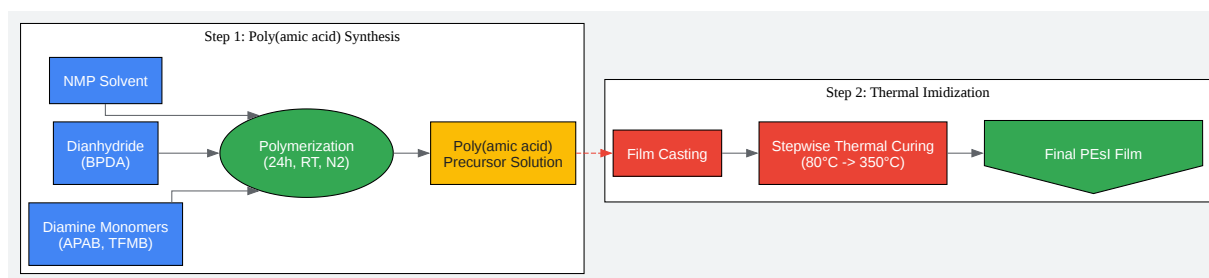 Step 1: Poly(amic acid) Synthesis
NMP Solvent
Dianhydride
(BPDA)
Diamine Monomers
(APAB, TFMB)
Polymerization
(24h, RT, N2)
Poly(amic acid)
Precursor Solution
Step 2: Thermal Imidization
Film Casting
Stepwise Thermal Curing
(80°C -> 350°C)
Final PEsI Film